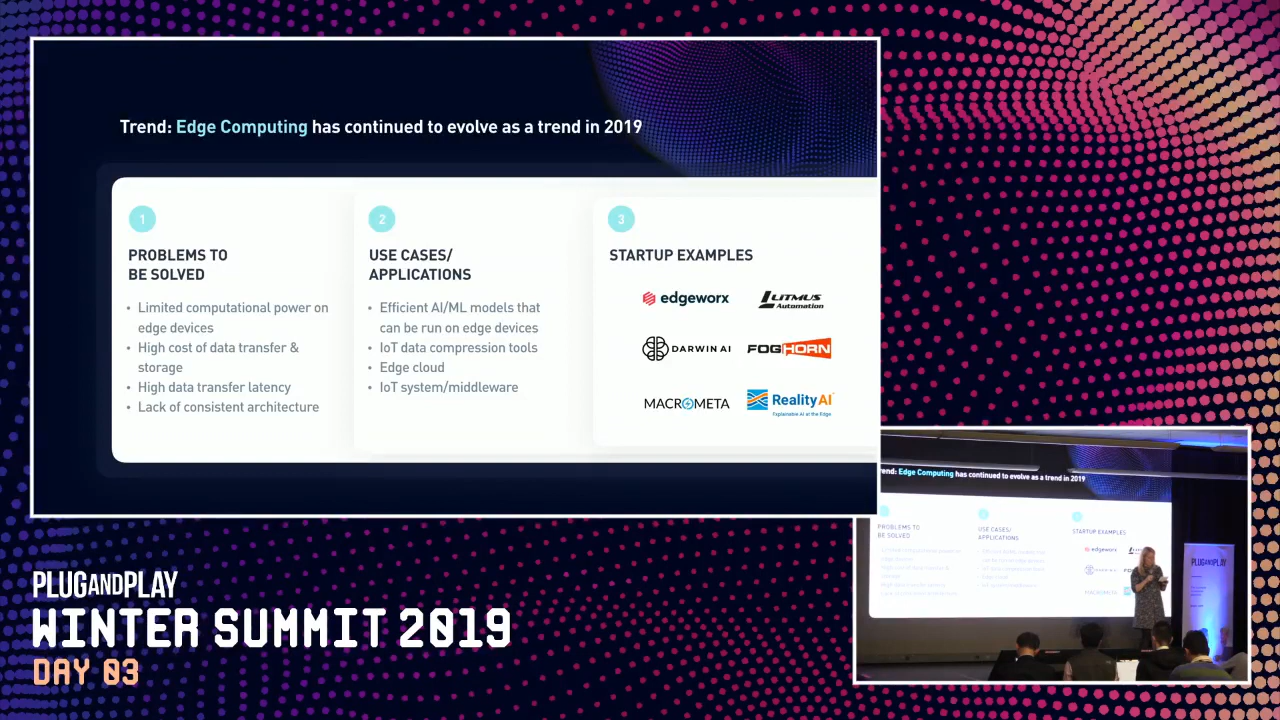 Trend: Edge Computing has continued to evolve as a trend in 2019
1
PROBLEMS TO
BE SOLVED
• Limited computational power on
edge devices
• High cost of data transfer &
storage
• High data transfer latency
• Lack of consistent architecture
2
USE CASES/
APPLICATIONS
• Efficient AI/ML models that
can be run on edge devices
• IoT data compression tools
• Edge cloud
• IoT system/middleware
3
STARTUP EXAMPLES
edgeworx
LITMUS
Automation
DARWIN AI
FOGHORN
MACROMETA
Reality AI
Explainable AI at the Edge
end: Edge Computing has continued to evolve as a trend in 2019
PROBLEMS TO
BE SOLVED
USE CASES/
APPLICATIONS
STARTUP EXAMPLES
edgeworx
DARWIN AI
MACROMETA
PLUGANDPLAY
PLUGANDPLAY
WINTER SUMMIT 2019
DAY 03